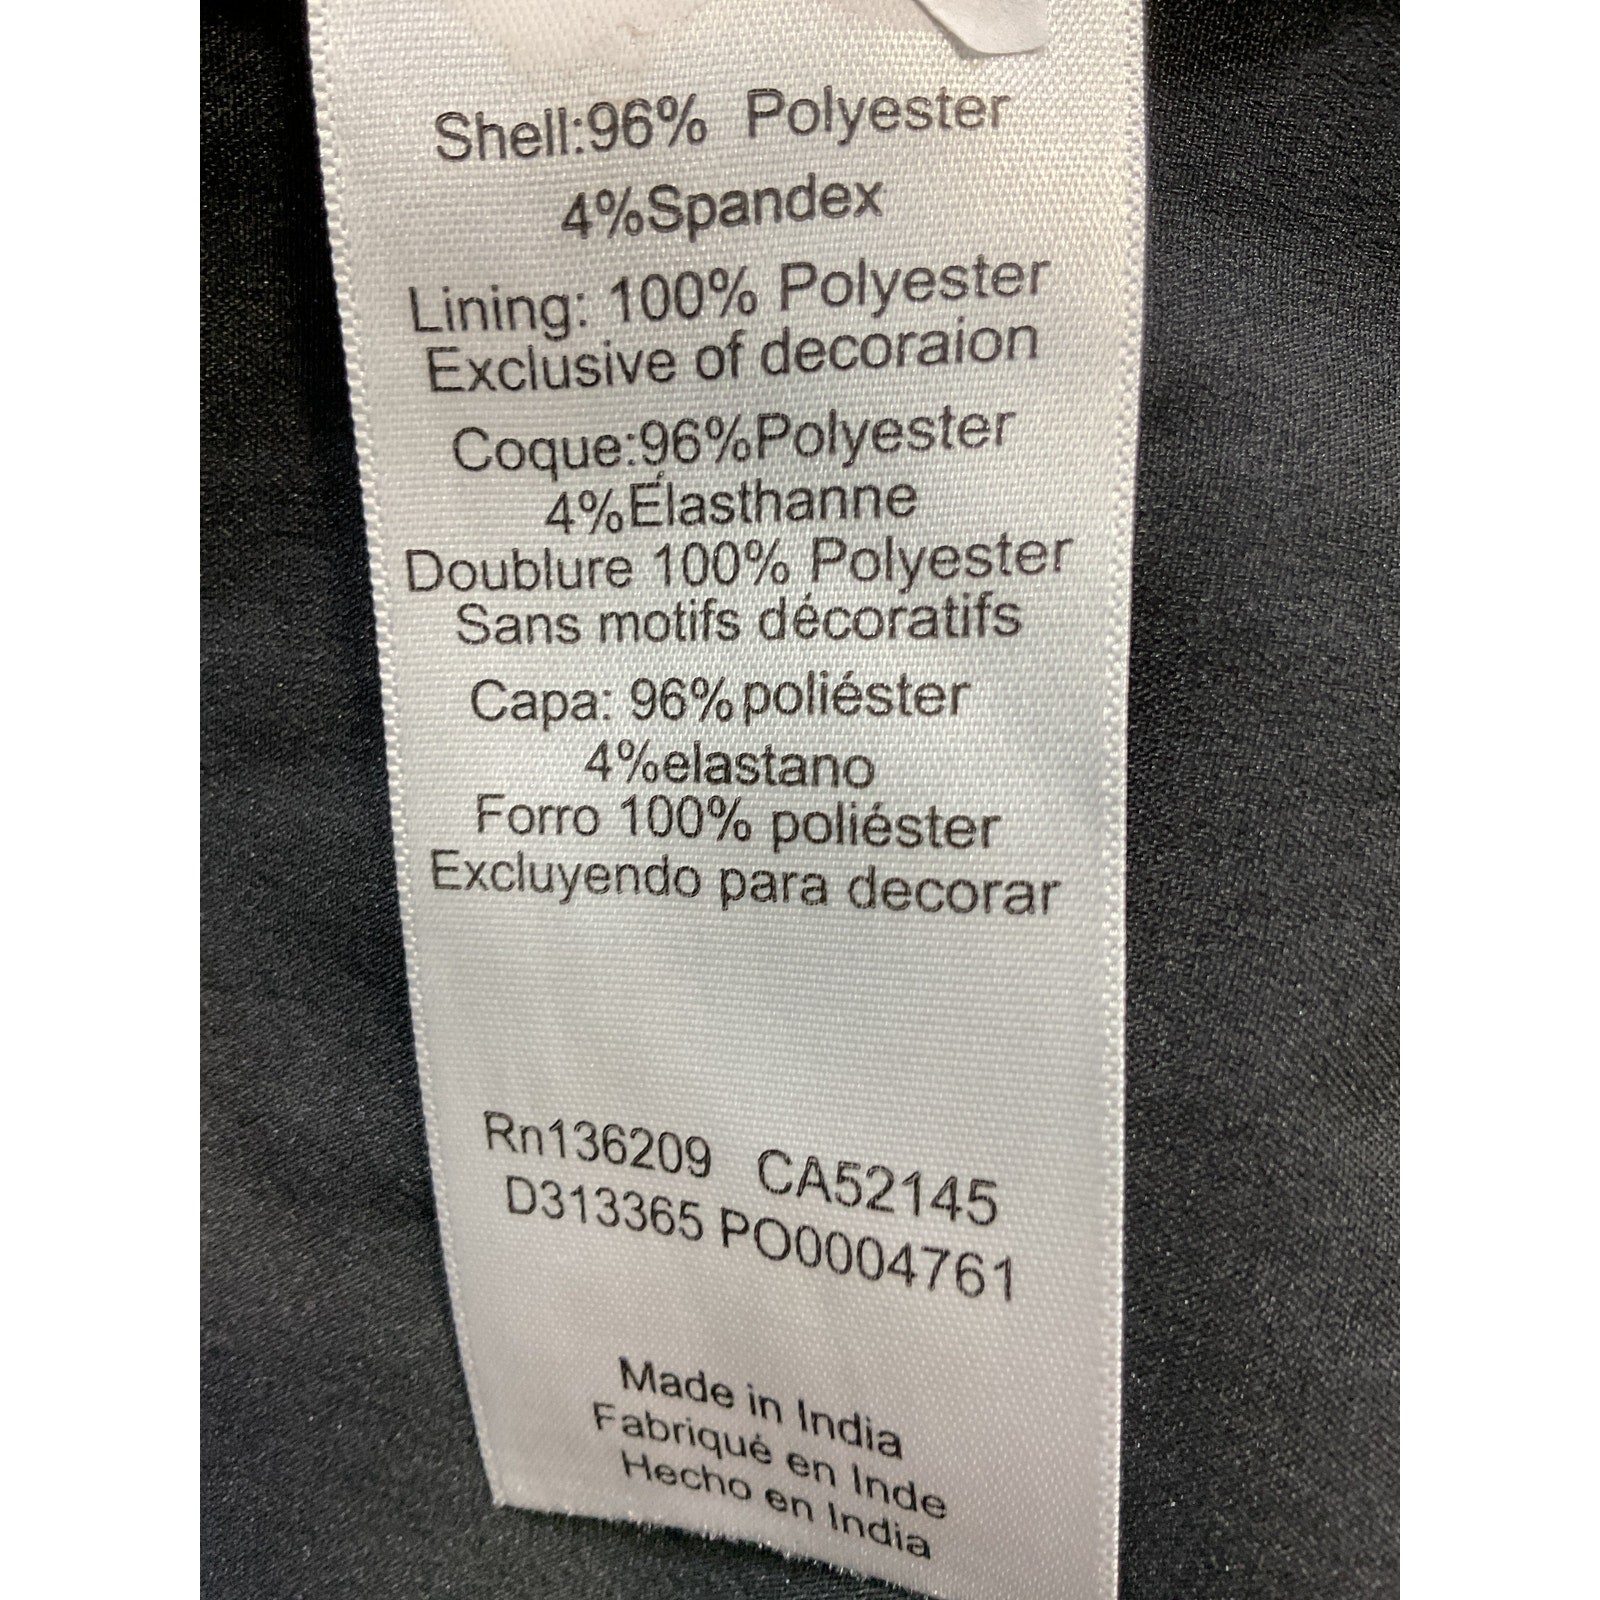 Shell:96% Polyester
4%Spandex
Lining: 100% Polyester
Exclusive of decoraion
Coque:96%Polyester
4%Élasthanne
Doublure 100% Polyester
Sans motifs décoratifs
Capa: 96%poliéster
4%elastano
Forro 100% poliéster
Excluyendo para decorar
Rn136209 CA52145
D313365 PO0004761
Made in India
Fabriqué en Inde
Hecho en India